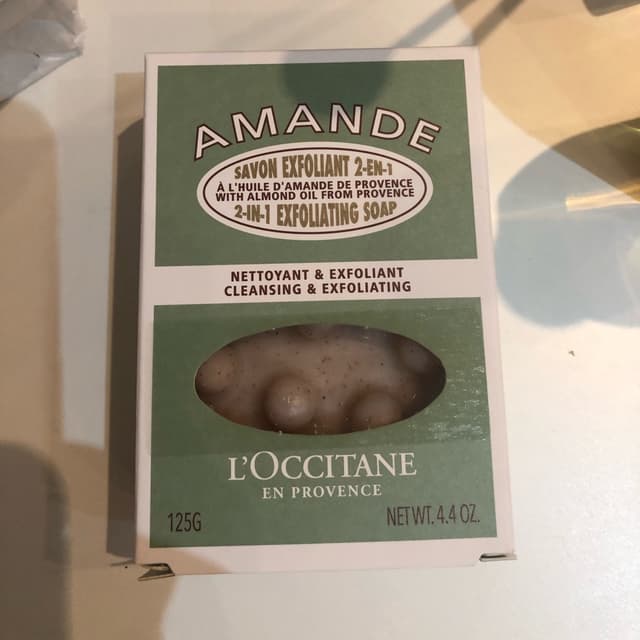 AMANDE
SAVON EXFOLIANT 2-EN-1
À L'HUILE D'AMANDE DE PROVENCE
WITH ALMOND OIL FROM PROVENCE
2-IN-1 EXFOLIATING SOAP
NETTOYANT & EXFOLIANT
CLEANSING & EXFOLIATING
L'OCCITANE
EN PROVENCE
125G
NET WT. 4.4 OZ.